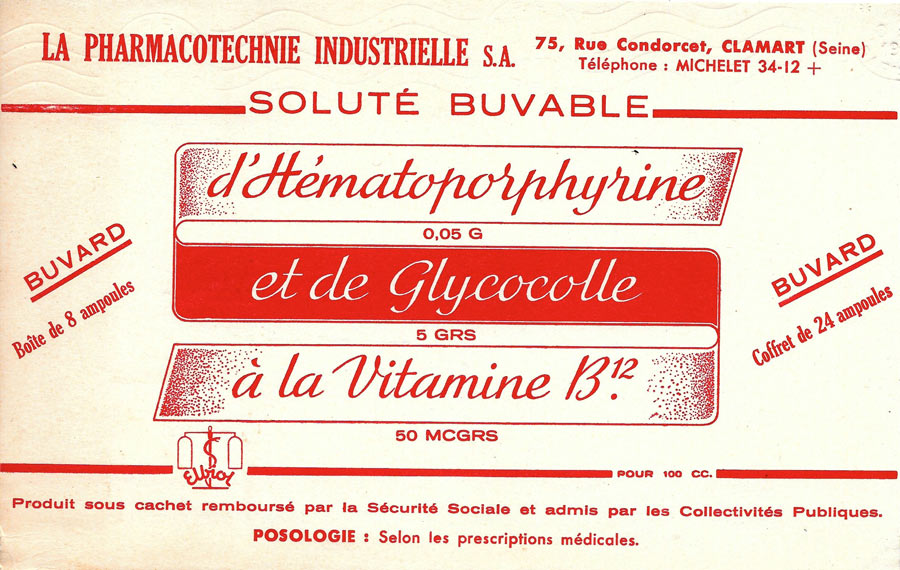 LA PHARMACOTECHNIE INDUSTRIELLE S.A.
75, Rue Condorcet, CLAMART (Seine)
Téléphone : MICHELET 34-12 +
SOLUTÉ BUVABLE
d'Hématoporphyrine
0,05 G
et de Glycocolle
5 GRS
à la Vitamine B.12
50 MCGRS
BUVARD
Boîte de 8 ampoules
BUVARD
Coffret de 24 ampoules
Elbiol
POUR 100 CC.
Produit sous cachet remboursé par la Sécurité Sociale et admis par les Collectivités Publiques.
POSOLOGIE : Selon les prescriptions médicales.